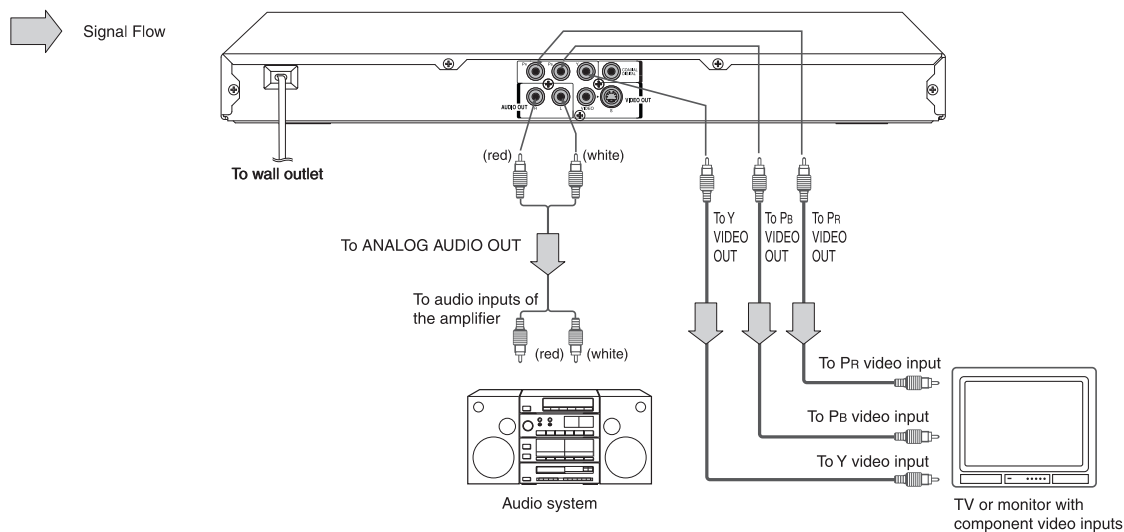 Signal Flow
PR
PB
Y
COAXIAL
DIGITAL
AUDIO OUT
R
L
VIDEO
S
VIDEO OUT
To wall outlet
(red)
(white)
To ANALOG AUDIO OUT
To audio inputs of
the amplifier
(red)
(white)
Audio system
To Y
VIDEO
OUT
To PB
VIDEO
OUT
To PR
VIDEO
OUT
To PR video input
To PB video input
To Y video input
TV or monitor with
component video inputs